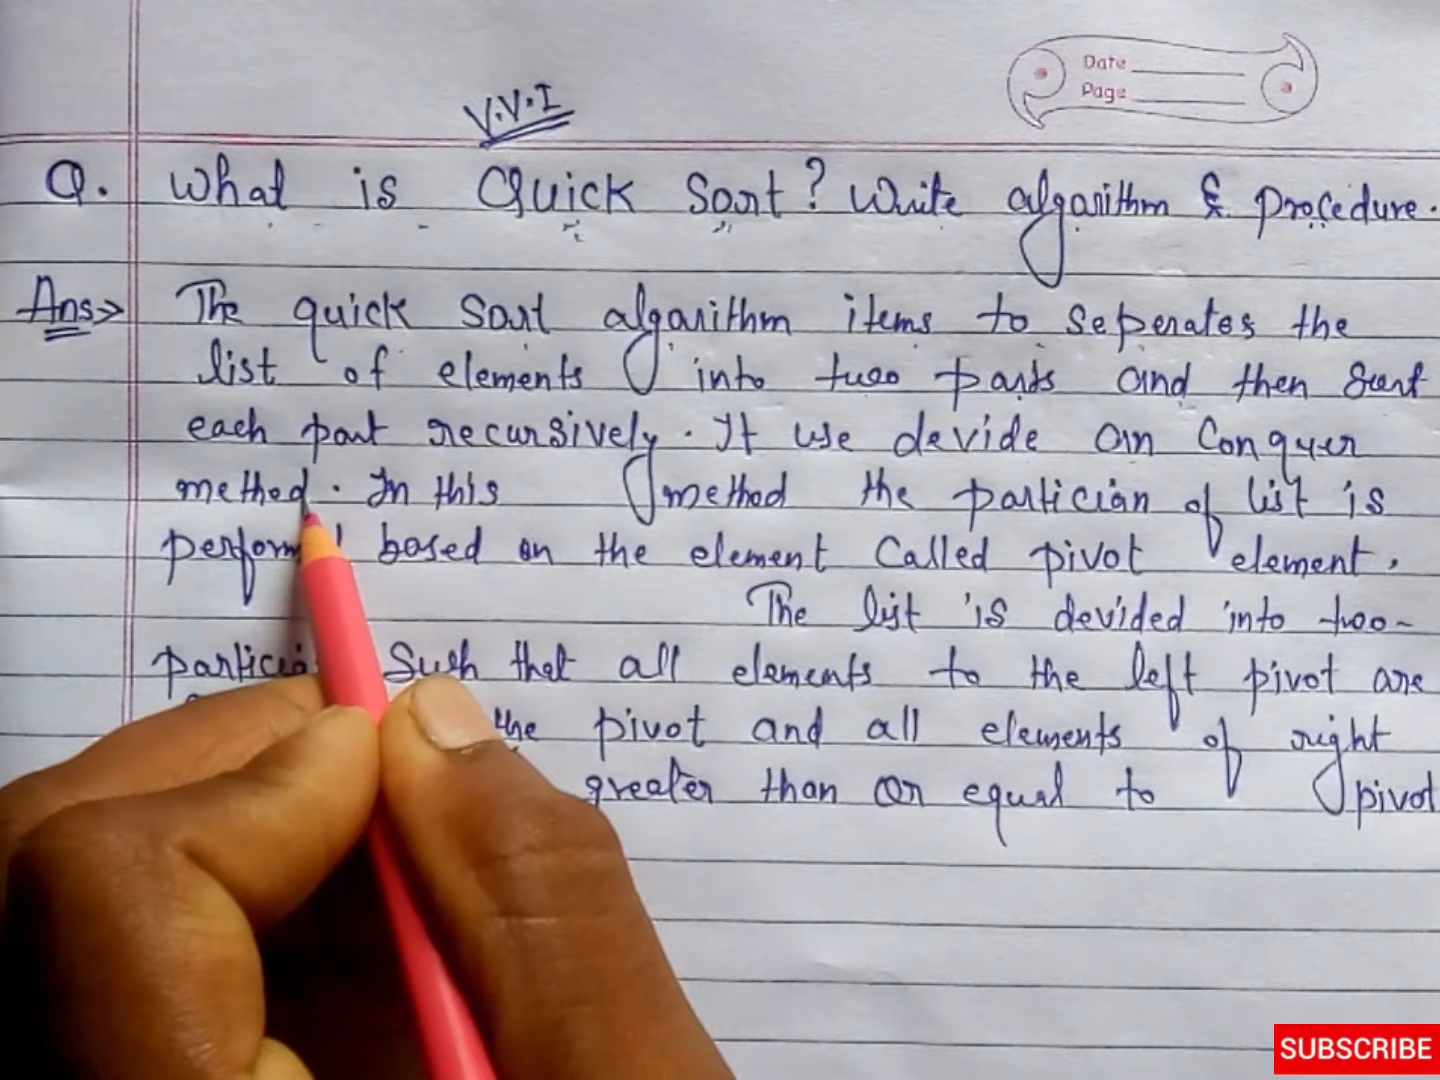 Date
Page
V.V.I
Q. What is Quick Sort? Write algorithm & procedure.
Ans⇒ The quick Sort algorithm items to seperates the
list of elements into two parts and then Sort
each part recursively. It use devide an Conquer
method. In this method the partician of list is
perform based on the element Called pivot element.
The list is devided into two
Such that all elements to the left pivot are
the pivot and all elements of right
greater than or equal to pivot
SUBSCRIBE